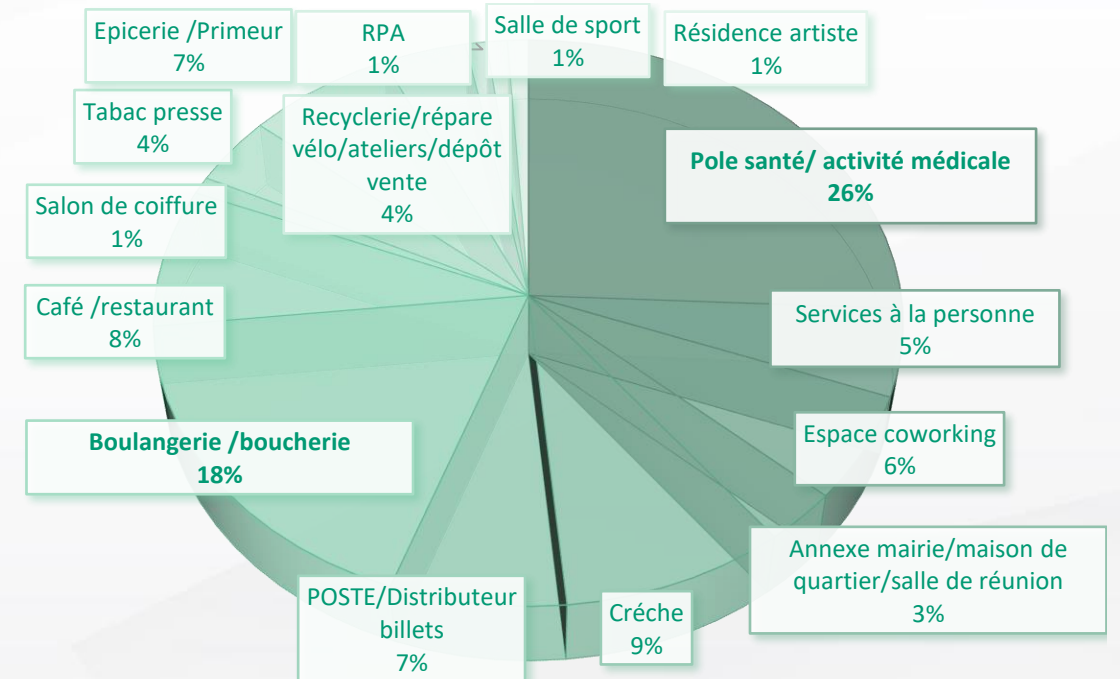 Epicerie /Primeur
7%
RPA
1%
Salle de sport
1%
Résidence artiste
1%
Tabac presse
4%
Recyclerie/répare
vélo/ateliers/dépôt
vente
4%
Pole santé/ activité médicale
26%
Salon de coiffure
1%
Café /restaurant
8%
Services à la personne
5%
Boulangerie /boucherie
18%
Espace coworking
6%
Annexe mairie/maison de
quartier/salle de réunion
3%
POSTE/Distributeur
billets
7%
Créche
9%